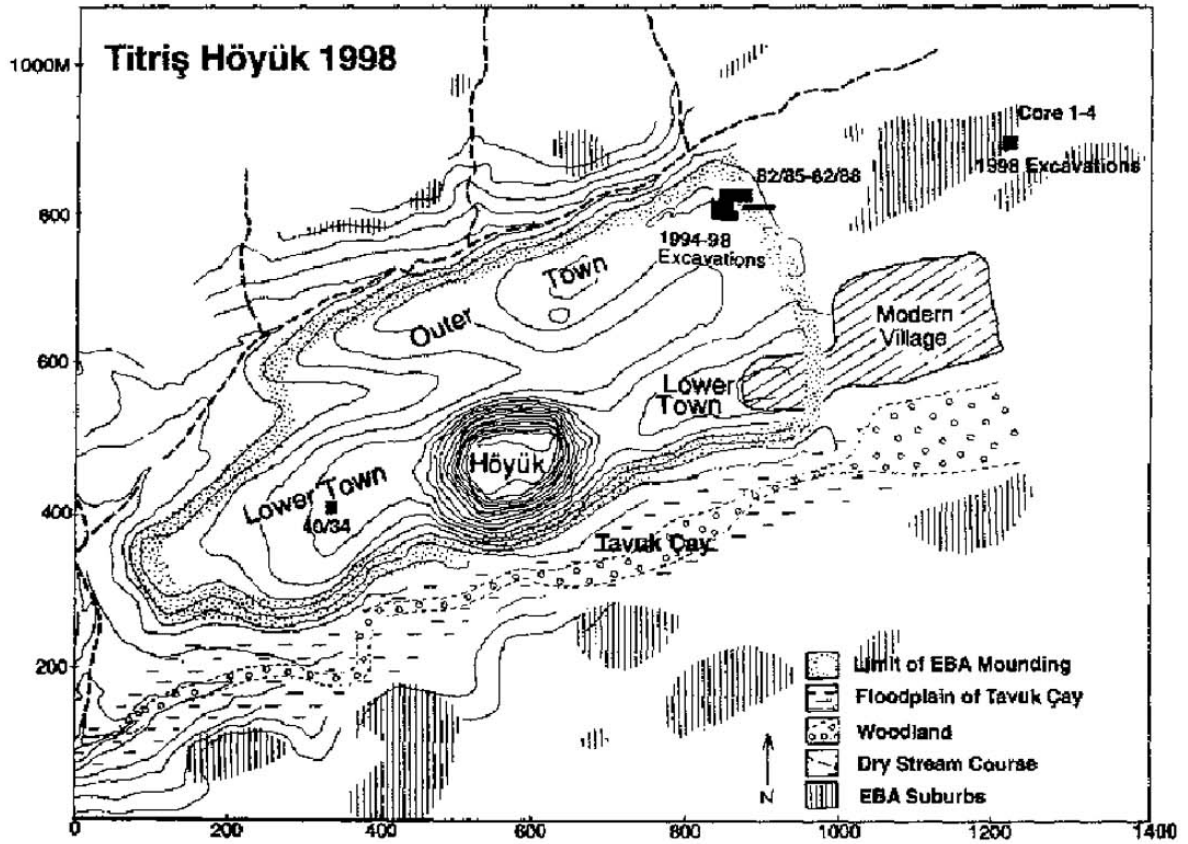 Titriş Höyük 1998
1000M
800
600
400
200
0
Core 1-4
1998 Excavations
82/85-82/88
1994-98
Excavations
Town
Outer
Modern
Village
Lower
Town
Höyük
Lower Town
40/34
Tavuk Çay
Limit of EBA Mounding
Floodplain of Tavuk Çay
Woodland
Dry Stream Course
EBA Suburbs
N
0 200 400 600 800 1000 1200 1400